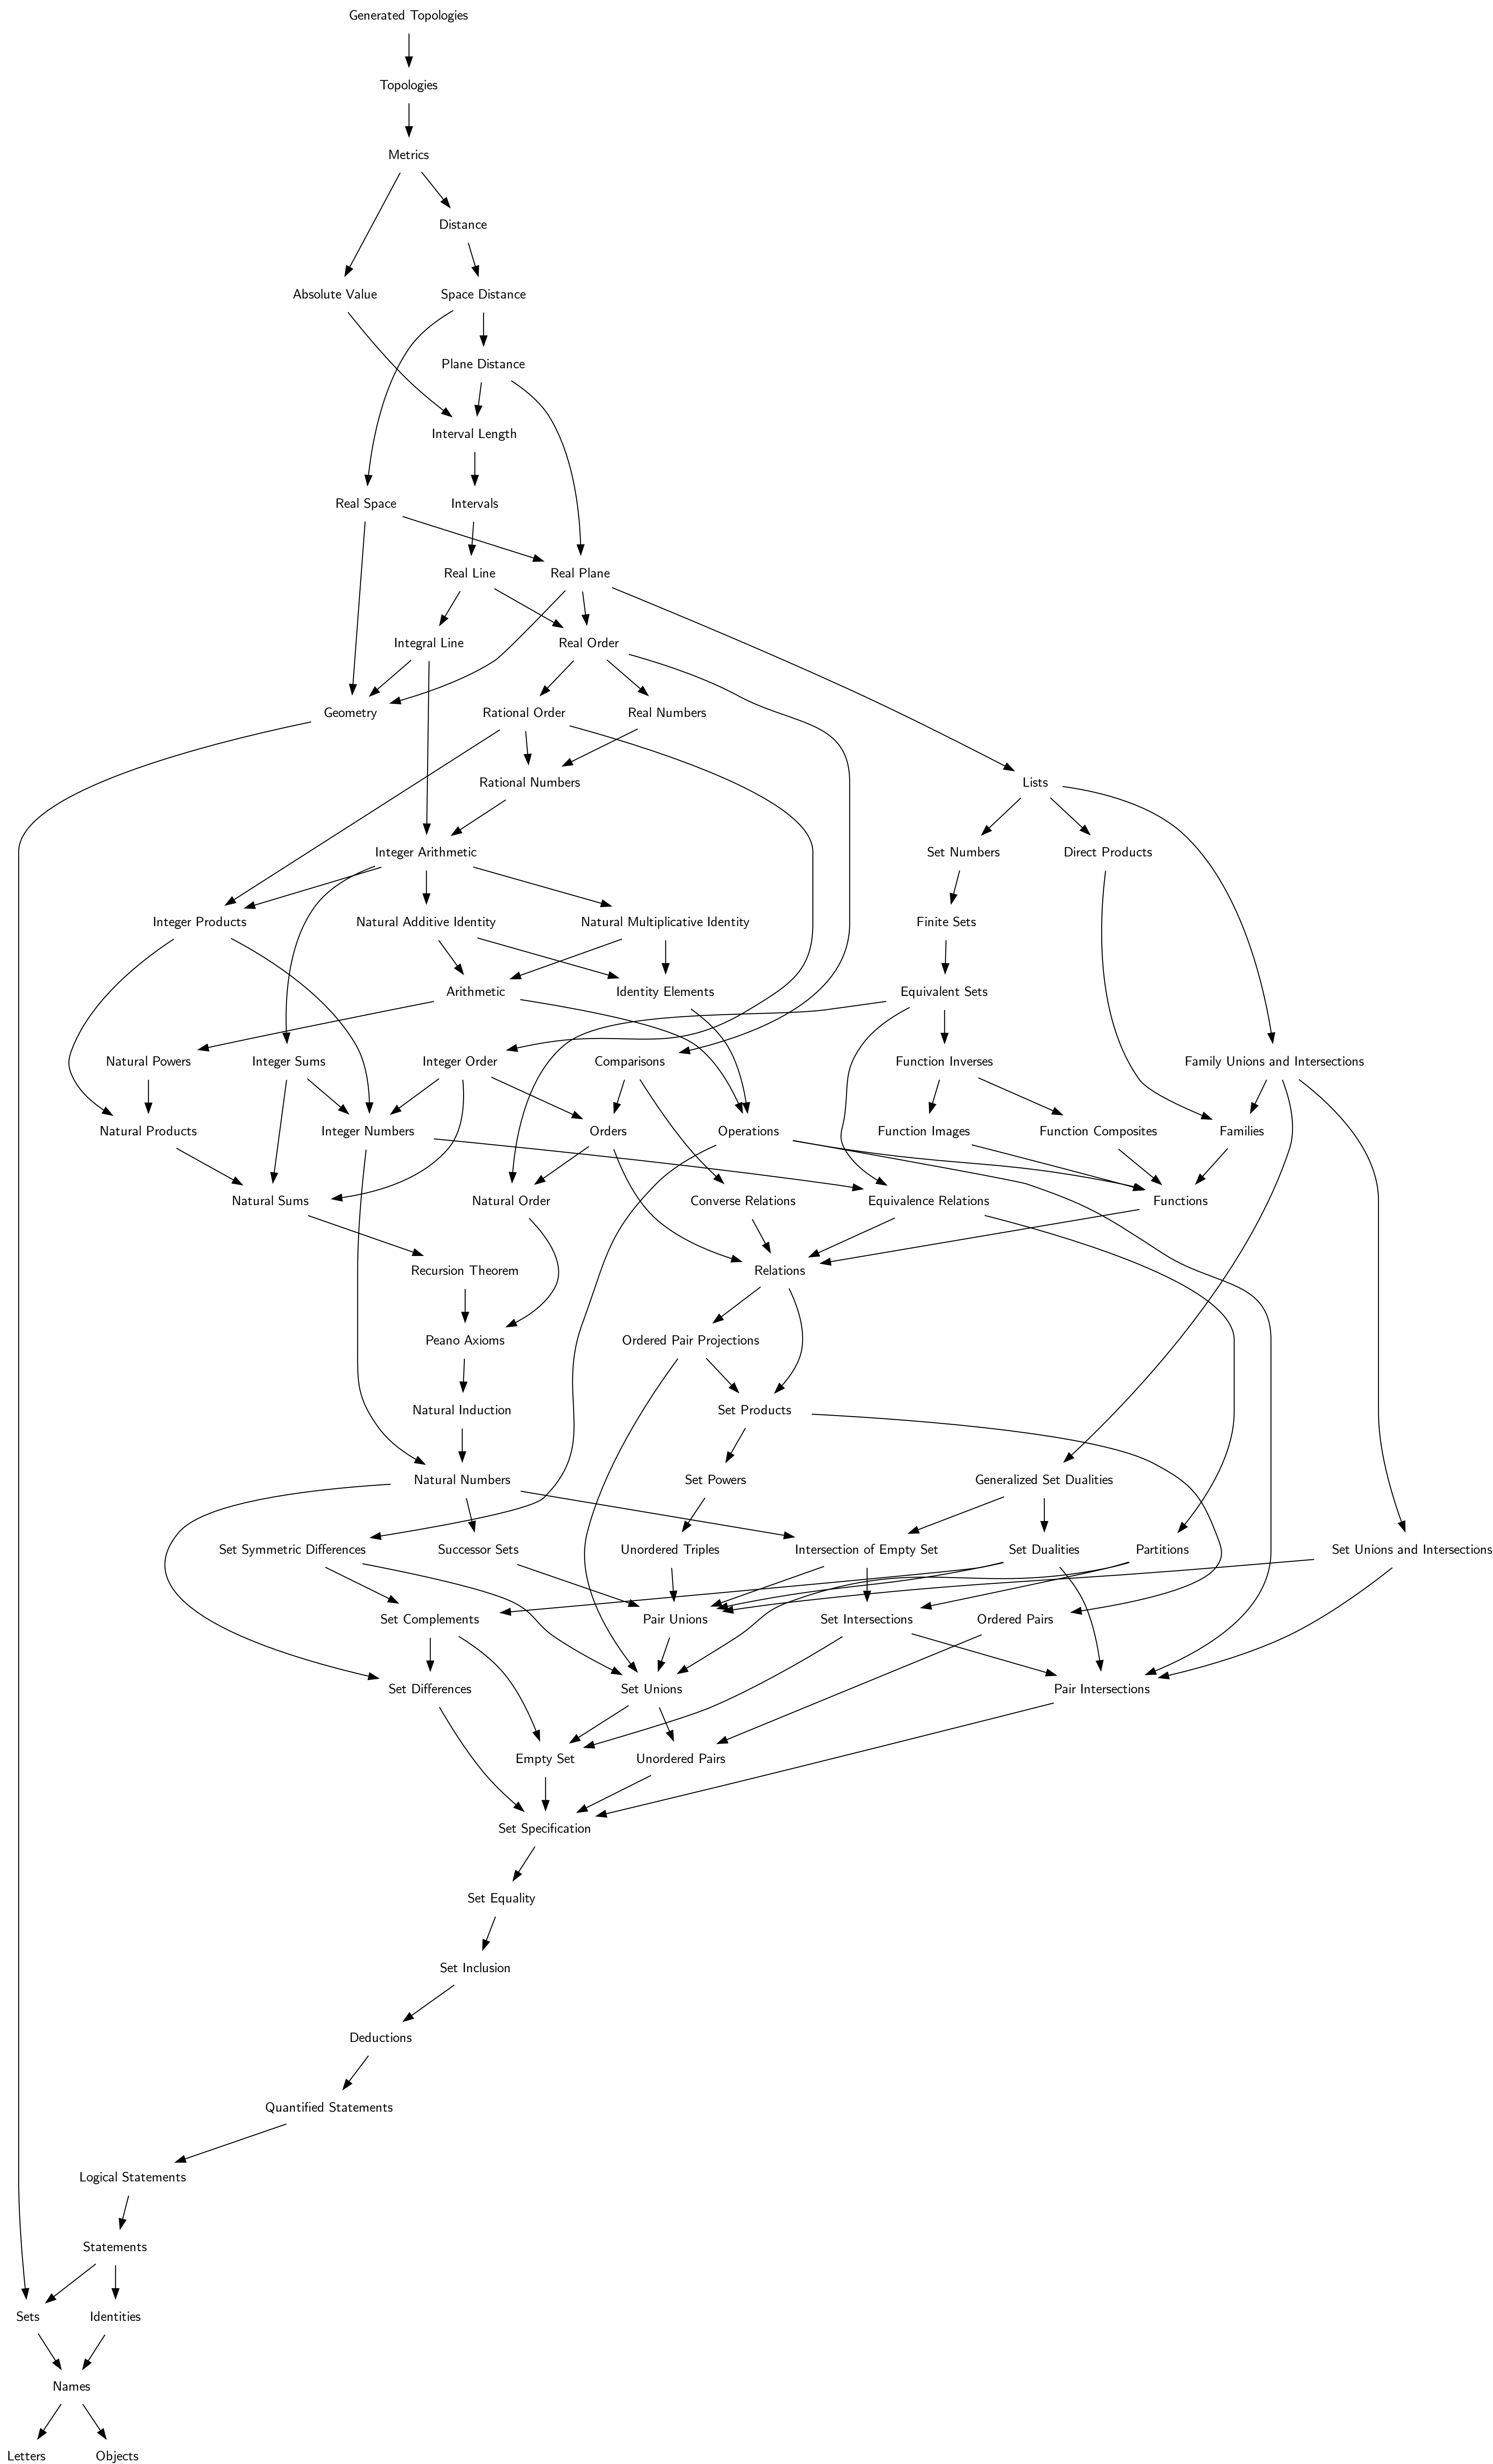 Generated Topologies
Topologies
Metrics
Distance
Absolute Value
Space Distance
Plane Distance
Interval Length
Real Space
Intervals
Real Line
Real Plane
Integral Line
Real Order
Geometry
Rational Order
Real Numbers
Rational Numbers
Lists
Integer Arithmetic
Set Numbers
Direct Products
Integer Products
Natural Additive Identity
Natural Multiplicative Identity
Finite Sets
Arithmetic
Identity Elements
Equivalent Sets
Natural Powers
Integer Sums
Integer Order
Comparisons
Function Inverses
Family Unions and Intersections
Natural Products
Integer Numbers
Orders
Operations
Function Images
Function Composites
Families
Natural Sums
Natural Order
Converse Relations
Equivalence Relations
Functions
Recursion Theorem
Relations
Peano Axioms
Ordered Pair Projections
Natural Induction
Set Products
Natural Numbers
Set Powers
Generalized Set Dualities
Set Symmetric Differences
Successor Sets
Unordered Triples
Intersection of Empty Set
Set Dualities
Partitions
Set Unions and Intersections
Set Complements
Pair Unions
Set Intersections
Ordered Pairs
Set Differences
Set Unions
Pair Intersections
Empty Set
Unordered Pairs
Set Specification
Set Equality
Set Inclusion
Deductions
Quantified Statements
Logical Statements
Statements
Sets
Identities
Names
Letters
Objects